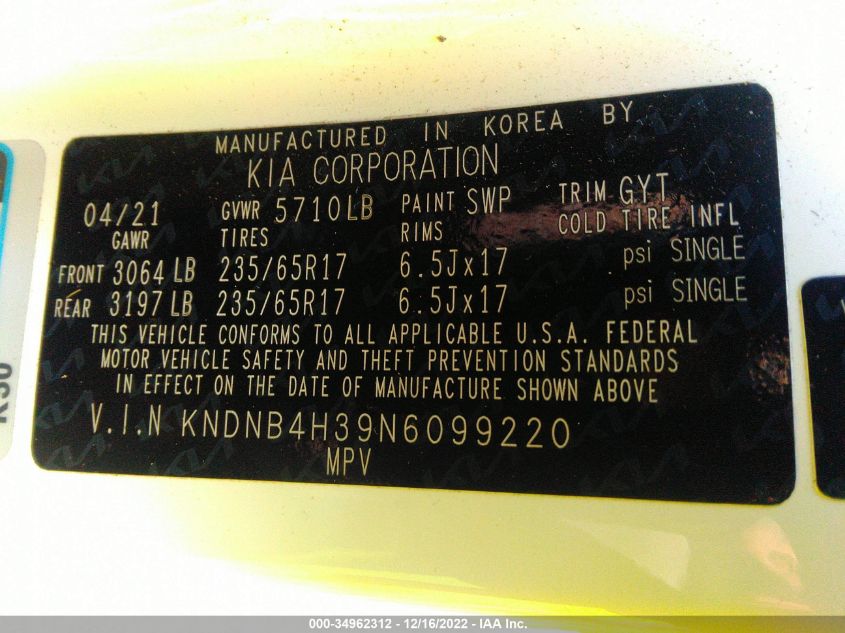 MANUFACTURED IN KOREA BY
KIA CORPORATION
04/21 GVWR 5710LB PAINT SWP TRIM GYT
GAWR TIRES RIMS COLD TIRE INFL
FRONT 3064 LB 235/65R17 6.5Jx17 psi SINGLE
REAR 3197 LB 235/65R17 6.5Jx17 psi SINGLE
THIS VEHICLE CONFORMS TO ALL APPLICABLE U.S.A. FEDERAL
MOTOR VEHICLE SAFETY AND THEFT PREVENTION STANDARDS
IN EFFECT ON THE DATE OF MANUFACTURE SHOWN ABOVE
V.I.N KNDNB4H39N6099220
MPV
000-34962312 - 12/16/2022 - IAA Inc.